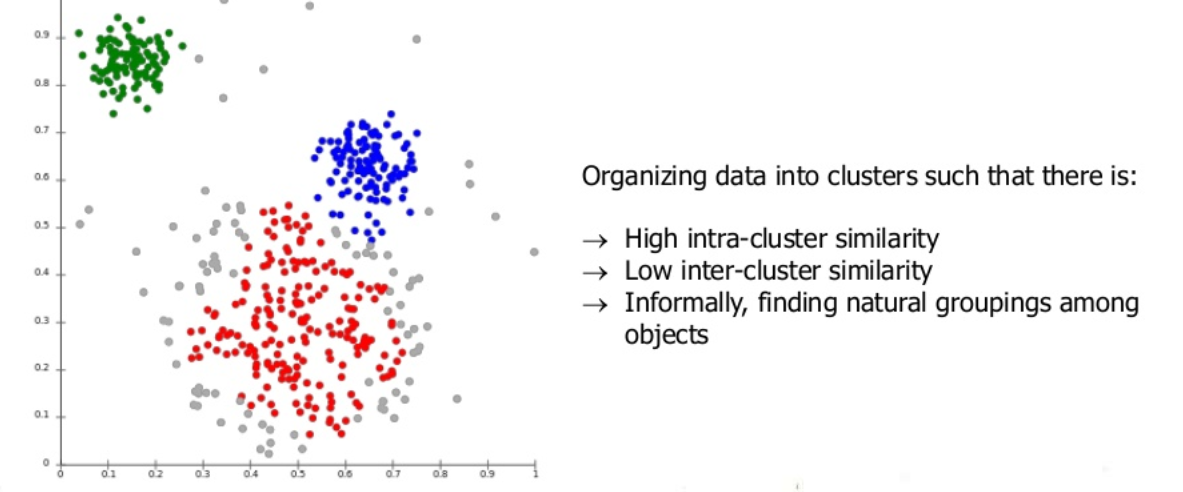 0.9
0.8
0.7
0.6
0.5
0.4
0.3
0.2
0.1
0
0 0.1 0.2 0.3 0.4 0.5 0.6 0.7 0.8 0.9 1
Organizing data into clusters such that there is:
→ High intra-cluster similarity
→ Low inter-cluster similarity
→ Informally, finding natural groupings among
objects